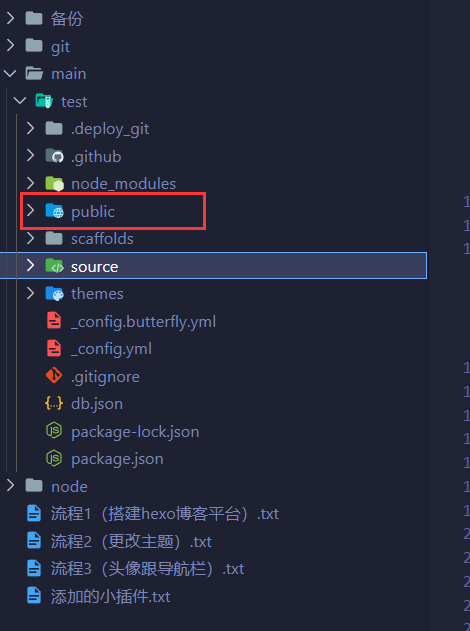 备份
git
main
test
.deploy_git
.github
node_modules
public
scaffolds
source
themes
_config.butterfly.yml
_config.yml
.gitignore
db.json
package-lock.json
package.json
node
流程1（搭建hexo博客平台）.txt
流程2（更改主题）.txt
流程3（头像跟导航栏）.txt
添加的小插件.txt